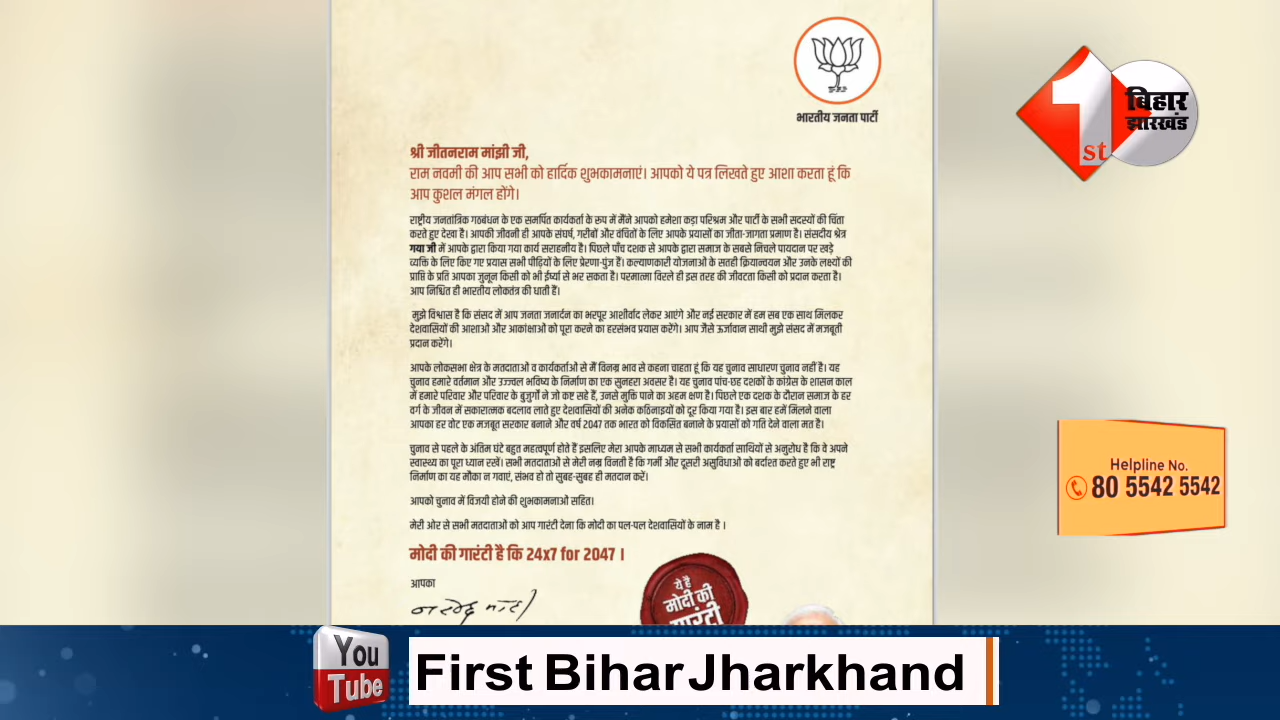 भारतीय जनता पार्टी
1st
बिहार
झारखंड
श्री जीतनराम मांझी जी,
राम नवमी की आप सभी को हार्दिक शुभकामनाएं। आपको ये पत्र लिखते हुए आशा करता हूं कि
आप कुशल मंगल होंगे।
राष्ट्रीय जनतांत्रिक गठबंधन के एक समर्पित कार्यकर्ता के रूप में मैंने आपको हमेशा कड़ा परिश्रम और पार्टी के सभी सदस्यों की चिंता
करते हुए देखा है। आपकी जीवनी ही आपके संघर्ष, गरीबों और वंचितों के लिए आपके प्रयासों का जीता-जागता प्रमाण है। संसदीय श्रेत्र
गया जी में आपके द्वारा किया गया कार्य सराहनीय है। पिछले पाँच दशक से आपके द्वारा समाज के सबसे निचले पायदान पर खड़े
व्यक्ति के लिए किए गए प्रयास सभी पीढ़ियों के लिए प्रेरणा-पुंज हैं। कल्याणकारी योजनाओं के सतही क्रियान्वयन और उनके लक्ष्यों की
प्राप्ति के प्रति आपका जुनून किसी को भी ईर्ष्या से भर सकता है। परमात्मा विरले ही इस तरह की जीवटता किसी को प्रदान करता है।
आप निश्चित ही भारतीय लोकतंत्र की थाती हैं।
मुझे विश्वास है कि संसद में आप जनता जनार्दन का भरपूर आशीर्वाद लेकर आएंगे और नई सरकार में हम सब एक साथ मिलकर
देशवासियों की आशाओं और आकांक्षाओं को पूरा करने का हरसंभव प्रयास करेंगे। आप जैसे ऊर्जावान साथी मुझे संसद में मजबूती
प्रदान करेंगे।
आपके लोकसभा क्षेत्र के मतदाताओं व कार्यकर्ताओं से मैं विनम्र भाव से कहना चाहता हूं कि यह चुनाव साधारण चुनाव नहीं है। यह
चुनाव हमारे वर्तमान और उज्ज्वल भविष्य के निर्माण का एक सुनहरा अवसर है। यह चुनाव पांच-छह दशकों के कांग्रेस के शासन काल
में हमारे परिवार और परिवार के बुजुर्गों ने जो कष्ट सहे हैं, उनसे मुक्ति पाने का अहम क्षण है। पिछले एक दशक के दौरान समाज के हर
वर्ग के जीवन में सकारात्मक बदलाव लाते हुए देशवासियों की अनेक कठिनाइयों को दूर किया गया है। इस बार हमें मिलने वाला
आपका हर वोट एक मजबूत सरकार बनाने और वर्ष 2047 तक भारत को विकसित बनाने के प्रयासों को गति देने वाला मत है।
चुनाव से पहले के अंतिम घंटे बहुत महत्वपूर्ण होते हैं इसलिए मेरा आपके माध्यम से सभी कार्यकर्ता साथियों से अनुरोध है कि वे अपने
स्वास्थ्य का पूरा ध्यान रखें। सभी मतदाताओं से मेरी नम्र विनती है कि गर्मी और दूसरी असुविधाओं को बर्दाश्त करते हुए भी राष्ट्र
निर्माण का यह मौका न गवाएं, संभव हो तो सुबह-सुबह ही मतदान करें।
आपको चुनाव में विजयी होने की शुभकामनाओं सहित।
मेरी ओर से सभी मतदाताओं को आप गारंटी देना कि मोदी का पल-पल देशवासियों के नाम है ।
मोदी की गारंटी है कि 24x7 for 2047 ।
आपका
नरेन्द्र मोदी
ये है
मोदी की
गारंटी
Helpline No.
80 5542 5542
You
Tube
First Bihar Jharkhand